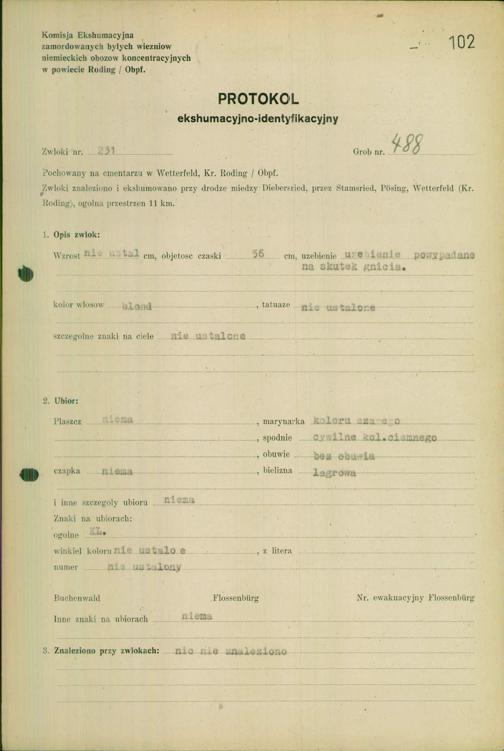 Komisja Ekshumacyjna
zamordowanych byłych wiezniow
niemieckich obozow koncentracyjnych
w powiecie Roding / Obpf.
102
PROTOKOL
ekshumacyjno-identyfikacyjny
Zwloki nr. 231 Grob nr. 488
Pochowany na cmentarzu w Wetterfeld, Kr. Roding / Obpf.
Zwloki znaleziono i ekshumowano przy drodze miedzy Diebersried, przez Stamsried, Pösing, Wetterfeld (Kr.
Roding), ogolna przestrzen 11 km.
1. Opis zwlok:
Wzrost nie ustal cm, objetosc czaski 56 cm, uzebienie uzebienie powypadane
na skutek gnicia.
kolor wlosow blond , tatuaze nie ustalone
szczegolne znaki na ciele nie ustalone
2. Ubior:
Plaszcz niema , marynarka koloru szarego
, spodnie cywilne kol.ciemnego
, obuwie bez obuwia
czapka niema , bielizna lagrowa
i inne szczegoly ubioru niema
Znaki na ubiorach:
ogolne KL.
winkiel koloru nie ustalo e , z litera
numer nie ustalony
Buchenwald Flossenbürg Nr. ewakuacyjny Flossenbürg
Inne znaki na ubiorach niema
3. Znaleziono przy zwlokach: nic nie znaleziono